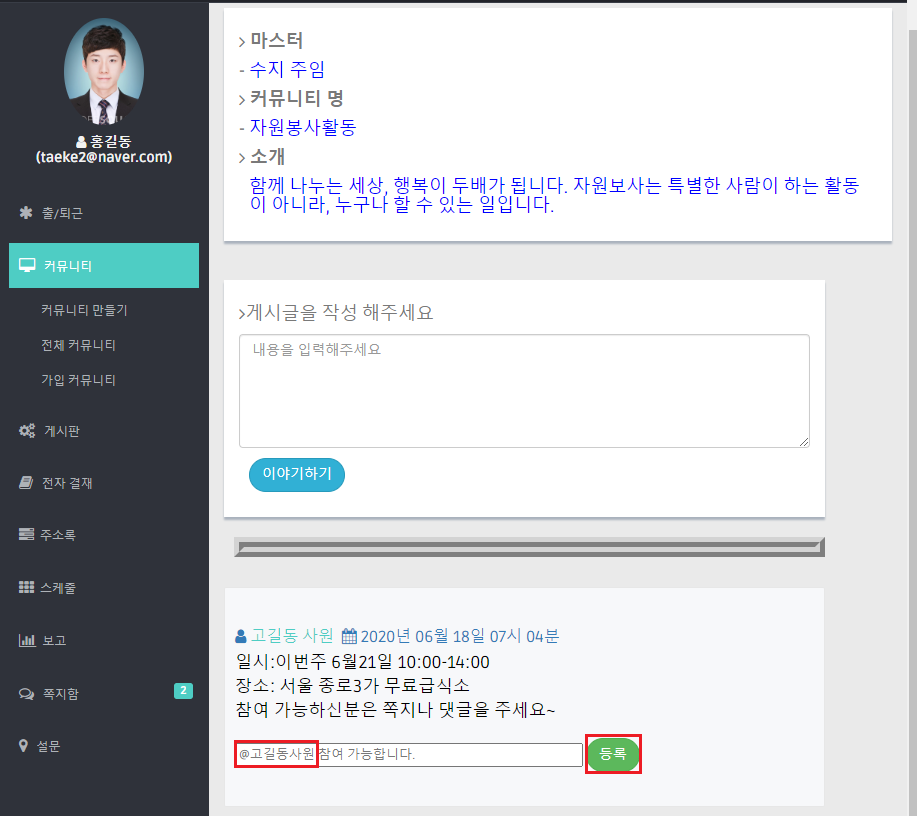 홍길동
(taeke2@naver.com)
출/퇴근
커뮤니티
커뮤니티 만들기
전체 커뮤니티
가입 커뮤니티
게시판
전자 결재
주소록
스케줄
보고
쪽지함 2
설문
> 마스터
- 수지 주임
> 커뮤니티 명
- 자원봉사활동
> 소개
함께 나누는 세상, 행복이 두배가 됩니다. 자원보사는 특별한 사람이 하는 활동
이 아니라, 누구나 할 수 있는 일입니다.
>게시글을 작성 해주세요
내용을 입력해주세요
이야기하기
고길동 사원 2020년 06월 18일 07시 04분
일시:이번주 6월21일 10:00-14:00
장소: 서울 종로3가 무료급식소
참여 가능하신분은 쪽지나 댓글을 주세요~
@고길동사원 참여 가능합니다. 등록